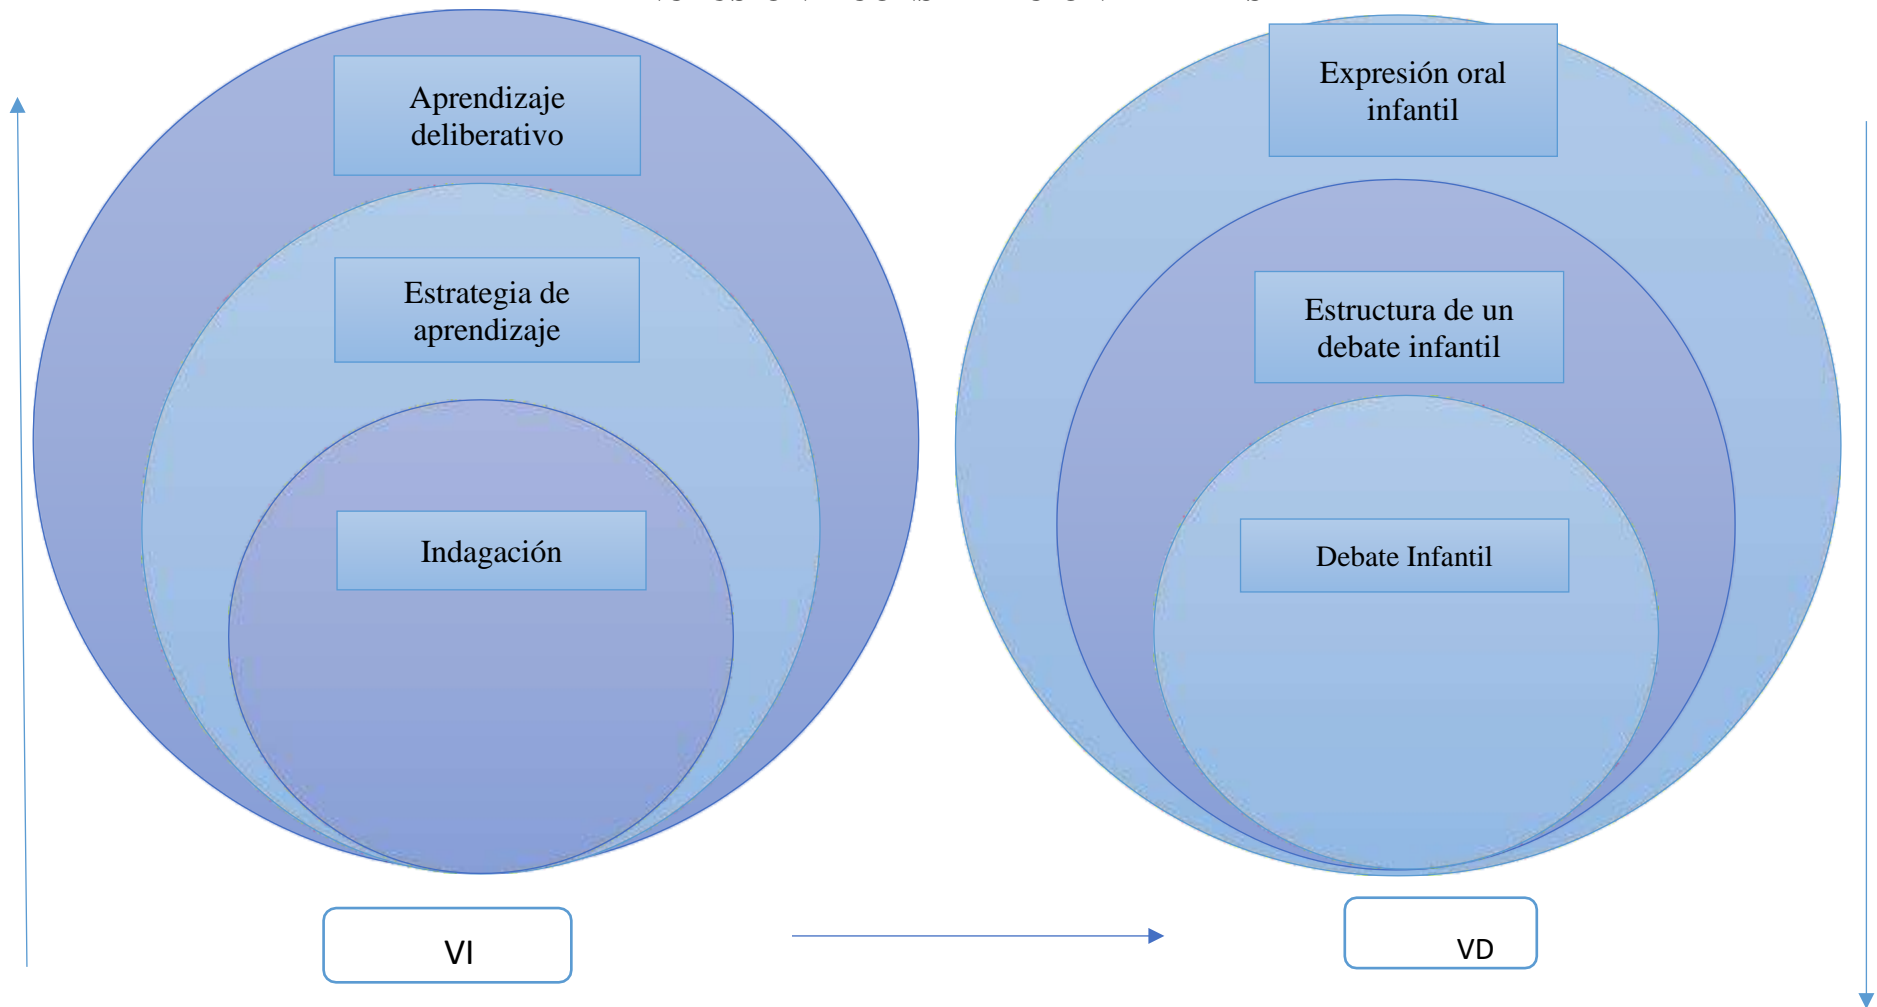 Aprendizaje
deliberativo
Estrategia de
aprendizaje
Indagación
VI
Expresión oral
infantil
Estructura de un
debate infantil
Debate Infantil
VD